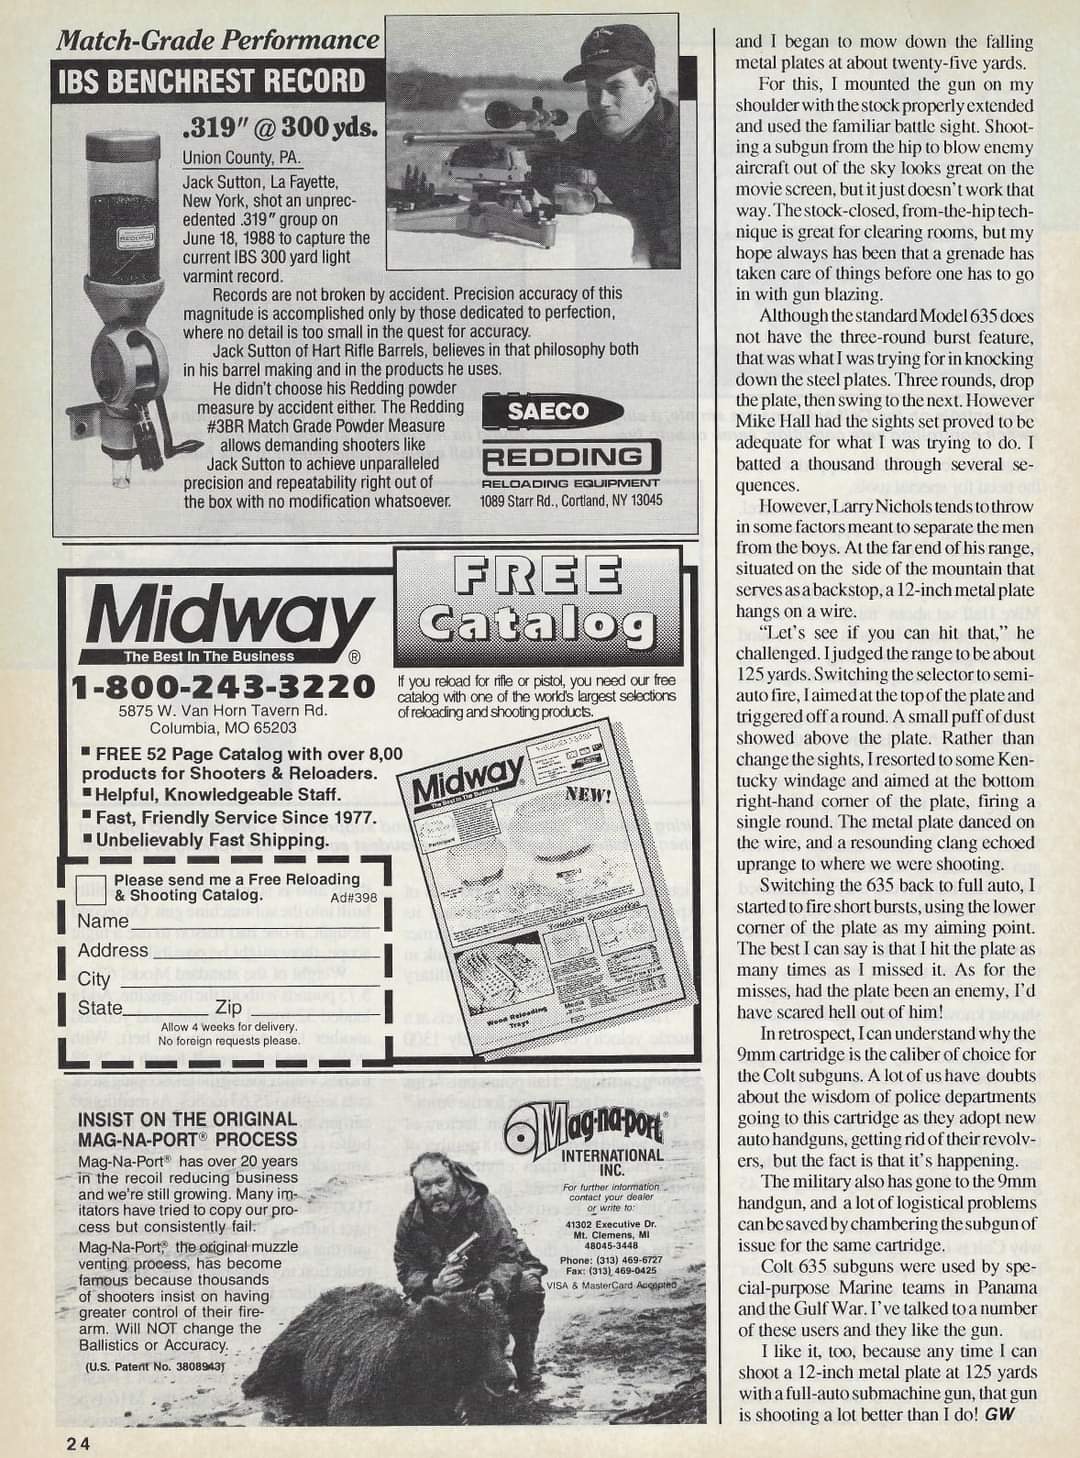 Match-Grade Performance
IBS BENCHREST RECORD
.319" @ 300 yds.
Union County, PA.
Jack Sutton, La Fayette,
New York, shot an unprec-
edented .319" group on
June 18, 1988 to capture the
current IBS 300 yard light
varmint record.
Records are not broken by accident. Precision accuracy of this
magnitude is accomplished only by those dedicated to perfection,
where no detail is too small in the quest for accuracy.
Jack Sutton of Hart Rifle Barrels, believes in that philosophy both
in his barrel making and in the products he uses.
He didn't choose his Redding powder
measure by accident either. The Redding
#3BR Match Grade Powder Measure
allows demanding shooters like
Jack Sutton to achieve unparalleled
precision and repeatability right out of
the box with no modification whatsoever.
REDDING
SAECO
REDDING
RELOADING EQUIPMENT
1089 Starr Rd., Cortland, NY 13045
Midway
The Best In The Business ®
1-800-243-3220
5875 W. Van Horn Tavern Rd.
Columbia, MO 65203
FREE
Catalog
If you reload for rifle or pistol, you need our free
catalog with one of the world's largest selections
of reloading and shooting products.
▪ FREE 52 Page Catalog with over 8,00
products for Shooters & Reloaders.
▪ Helpful, Knowledgeable Staff.
▪ Fast, Friendly Service Since 1977.
▪ Unbelievably Fast Shipping.
Midway
The Best In The Business
NEW!
Wood Reloading
Trays
Media
Please send me a Free Reloading
& Shooting Catalog. Ad#398
Name
Address
City
State Zip
Allow 4 weeks for delivery.
No foreign requests please.
INSIST ON THE ORIGINAL
MAG-NA-PORT® PROCESS
Mag-Na-Port® has over 20 years
in the recoil reducing business
and we're still growing. Many im-
itators have tried to copy our pro-
cess but consistently fail.
Mag-Na-Port,® the original muzzle
venting process, has become
famous because thousands
of shooters insist on having
greater control of their fire-
arm. Will NOT change the
Ballistics or Accuracy.
(U.S. Patent No. 3808943)
Mag-na-port®
INTERNATIONAL
INC.
For further information
contact your dealer
or write to:
41302 Executive Dr.
Mt. Clemens, MI
48045-3448
Phone: (313) 469-6727
Fax: (313) 469-0425
VISA & MasterCard Accepted
24
and I began to mow down the falling
metal plates at about twenty-five yards.
For this, I mounted the gun on my
shoulder with the stock properly extended
and used the familiar battle sight. Shoot-
ing a subgun from the hip to blow enemy
aircraft out of the sky looks great on the
movie screen, but it just doesn't work that
way. The stock-closed, from-the-hip tech-
nique is great for clearing rooms, but my
hope always has been that a grenade has
taken care of things before one has to go
in with gun blazing.
Although the standard Model 635 does
not have the three-round burst feature,
that was what I was trying for in knocking
down the steel plates. Three rounds, drop
the plate, then swing to the next. However
Mike Hall had the sights set proved to be
adequate for what I was trying to do. I
batted a thousand through several se-
quences.
However, Larry Nichols tends to throw
in some factors meant to separate the men
from the boys. At the far end of his range,
situated on the side of the mountain that
serves as a backstop, a 12-inch metal plate
hangs on a wire.
“Let's see if you can hit that,” he
challenged. I judged the range to be about
125 yards. Switching the selector to semi-
auto fire, I aimed at the top of the plate and
triggered off a round. A small puff of dust
showed above the plate. Rather than
change the sights, I resorted to some Ken-
tucky windage and aimed at the bottom
right-hand corner of the plate, firing a
single round. The metal plate danced on
the wire, and a resounding clang echoed
uprange to where we were shooting.
Switching the 635 back to full auto, I
started to fire short bursts, using the lower
corner of the plate as my aiming point.
The best I can say is that I hit the plate as
many times as I missed it. As for the
misses, had the plate been an enemy, I'd
have scared hell out of him!
In retrospect, I can understand why the
9mm cartridge is the caliber of choice for
the Colt subguns. A lot of us have doubts
about the wisdom of police departments
going to this cartridge as they adopt new
auto handguns, getting rid of their revolv-
ers, but the fact is that it's happening.
The military also has gone to the 9mm
handgun, and a lot of logistical problems
can be saved by chambering the subgun of
issue for the same cartridge.
Colt 635 subguns were used by spe-
cial-purpose Marine teams in Panama
and the Gulf War. I've talked to a number
of these users and they like the gun.
I like it, too, because any time I can
shoot a 12-inch metal plate at 125 yards
with a full-auto submachine gun, that gun
is shooting a lot better than I do! GW